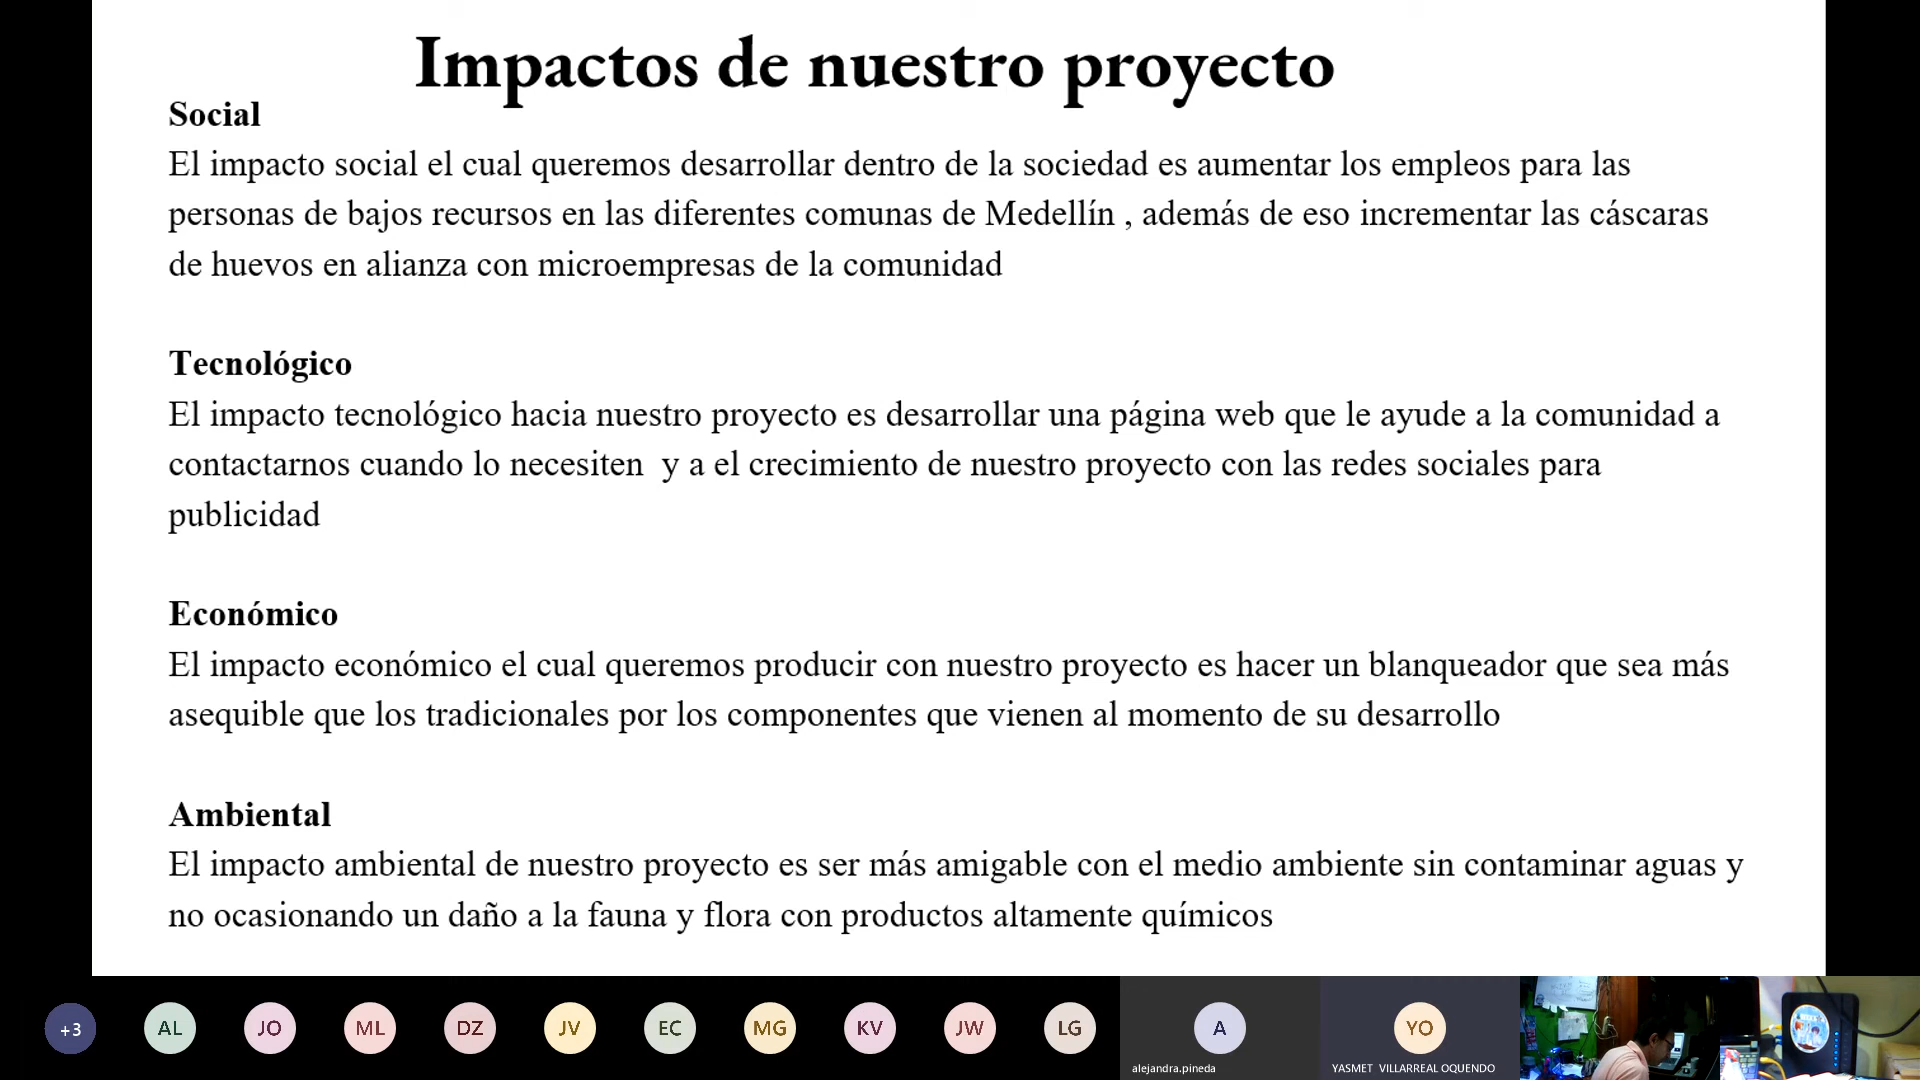 Impactos de nuestro proyecto
Social
El impacto social el cual queremos desarrollar dentro de la sociedad es aumentar los empleos para las
personas de bajos recursos en las diferentes comunas de Medellín , además de eso incrementar las cáscaras
de huevos en alianza con microempresas de la comunidad
Tecnológico
El impacto tecnológico hacia nuestro proyecto es desarrollar una página web que le ayude a la comunidad a
contactarnos cuando lo necesiten  y a el crecimiento de nuestro proyecto con las redes sociales para
publicidad
Económico
El impacto económico el cual queremos producir con nuestro proyecto es hacer un blanqueador que sea más
asequible que los tradicionales por los componentes que vienen al momento de su desarrollo
Ambiental
El impacto ambiental de nuestro proyecto es ser más amigable con el medio ambiente sin contaminar aguas y
no ocasionando un daño a la fauna y flora con productos altamente químicos
+3 AL JO ML DZ JV EC MG KV JW LG A YO
alejandra.pineda YASMET VILLARREAL OQUENDO